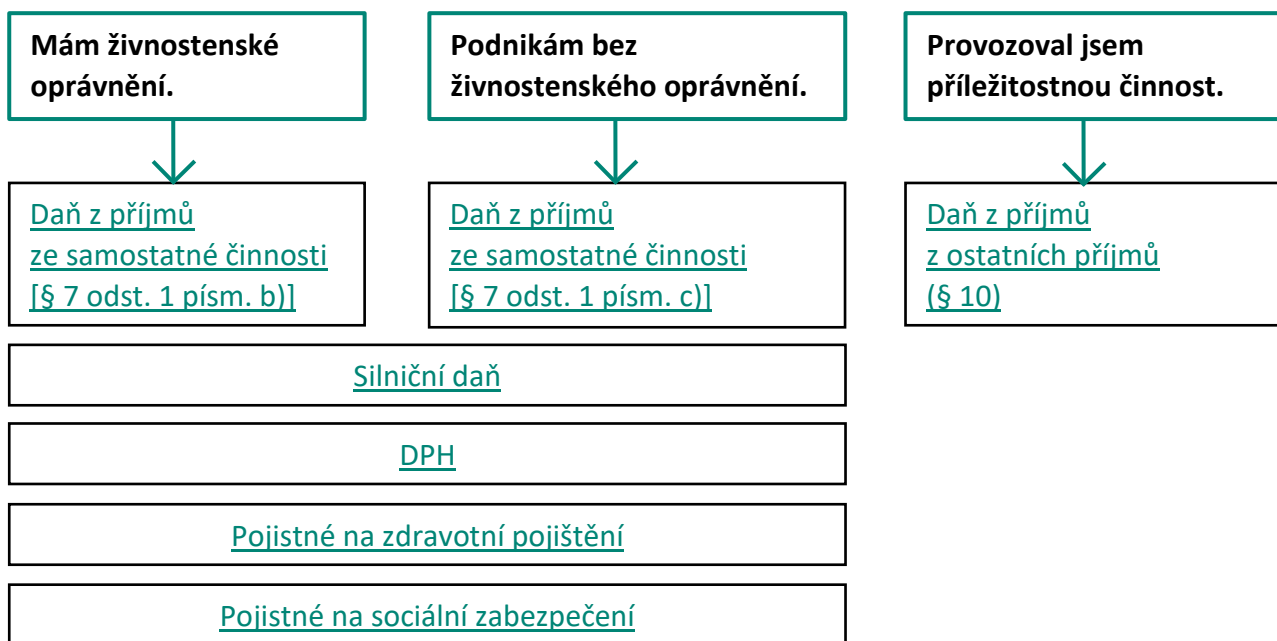 Mám živnostenské
oprávnění.
Podnikám bez
živnostenského oprávnění.
Provozoval jsem
příležitostnou činnost.
Daň z příjmů
ze samostatné činnosti
[§ 7 odst. 1 písm. b)]
Daň z příjmů
ze samostatné činnosti
[§ 7 odst. 1 písm. c)]
Daň z příjmů
z ostatních příjmů
(§ 10)
Silniční daň
DPH
Pojistné na zdravotní pojištění
Pojistné na sociální zabezpečení